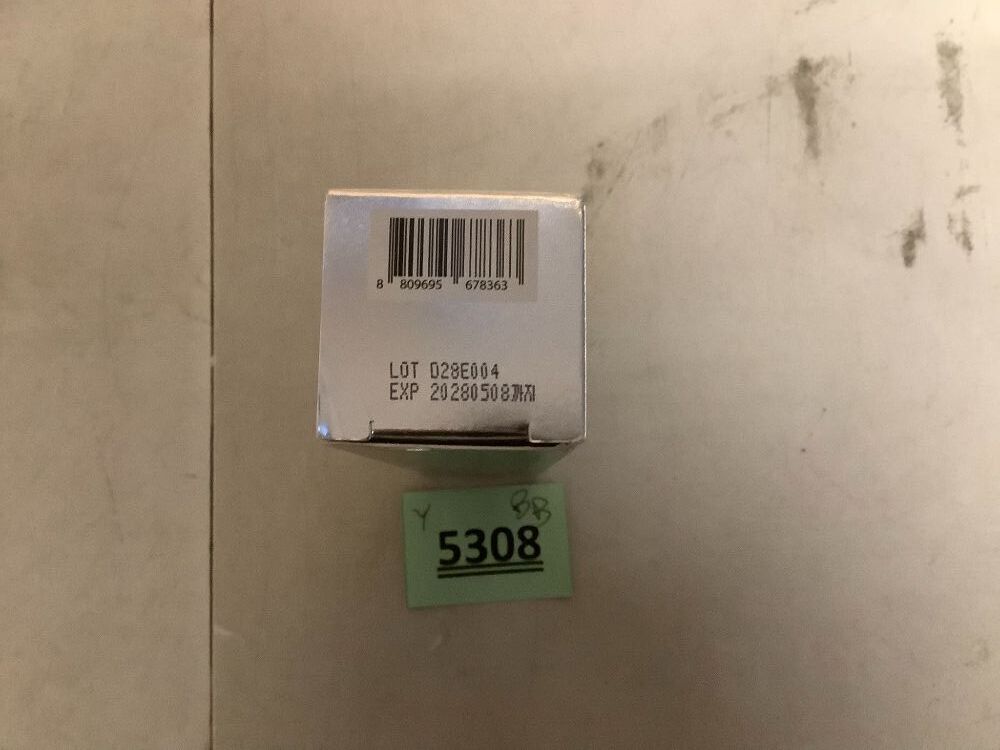 8 809695 678363
LOT D28E004
EXP 20280508까지
Y BB
5308